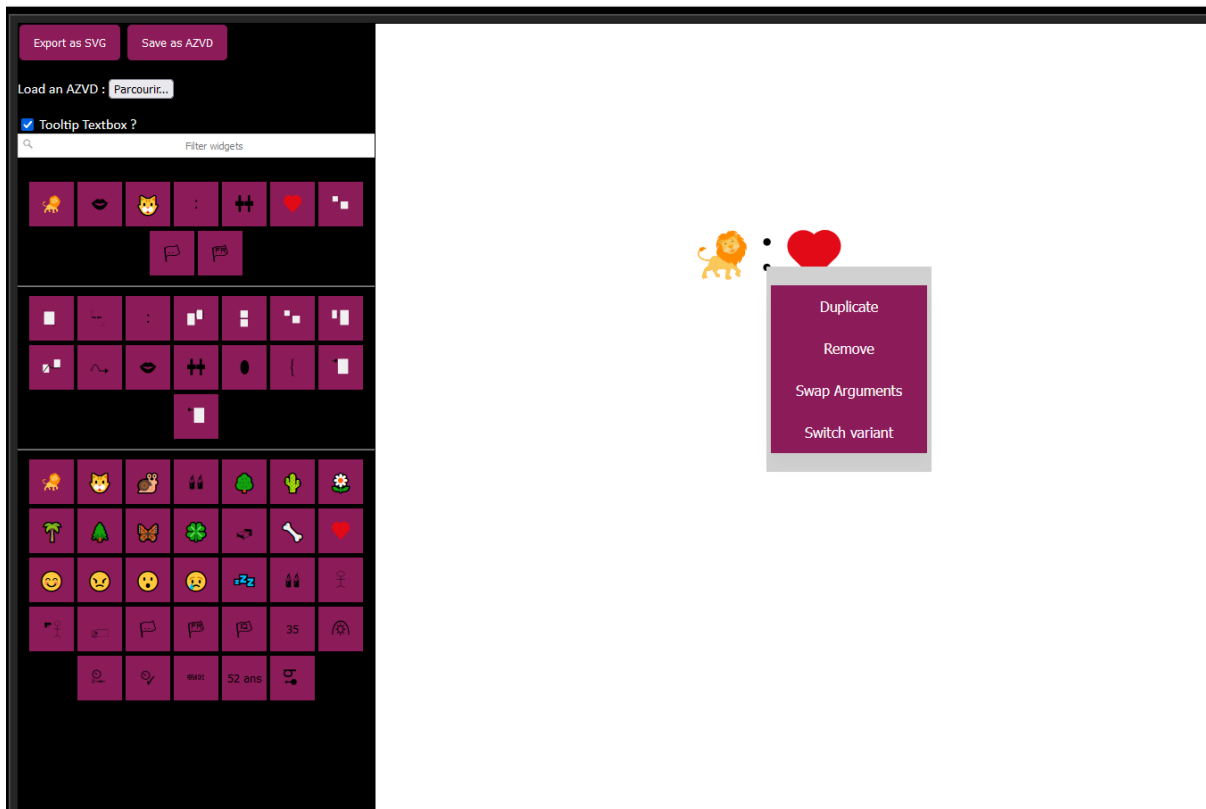 Export as SVG
Save as AZVD
Load an AZVD : Parcourir...
Tooltip Textbox ?
Filter widgets
:
:
{
35
52 ans
:
Duplicate
Remove
Swap Arguments
Switch variant